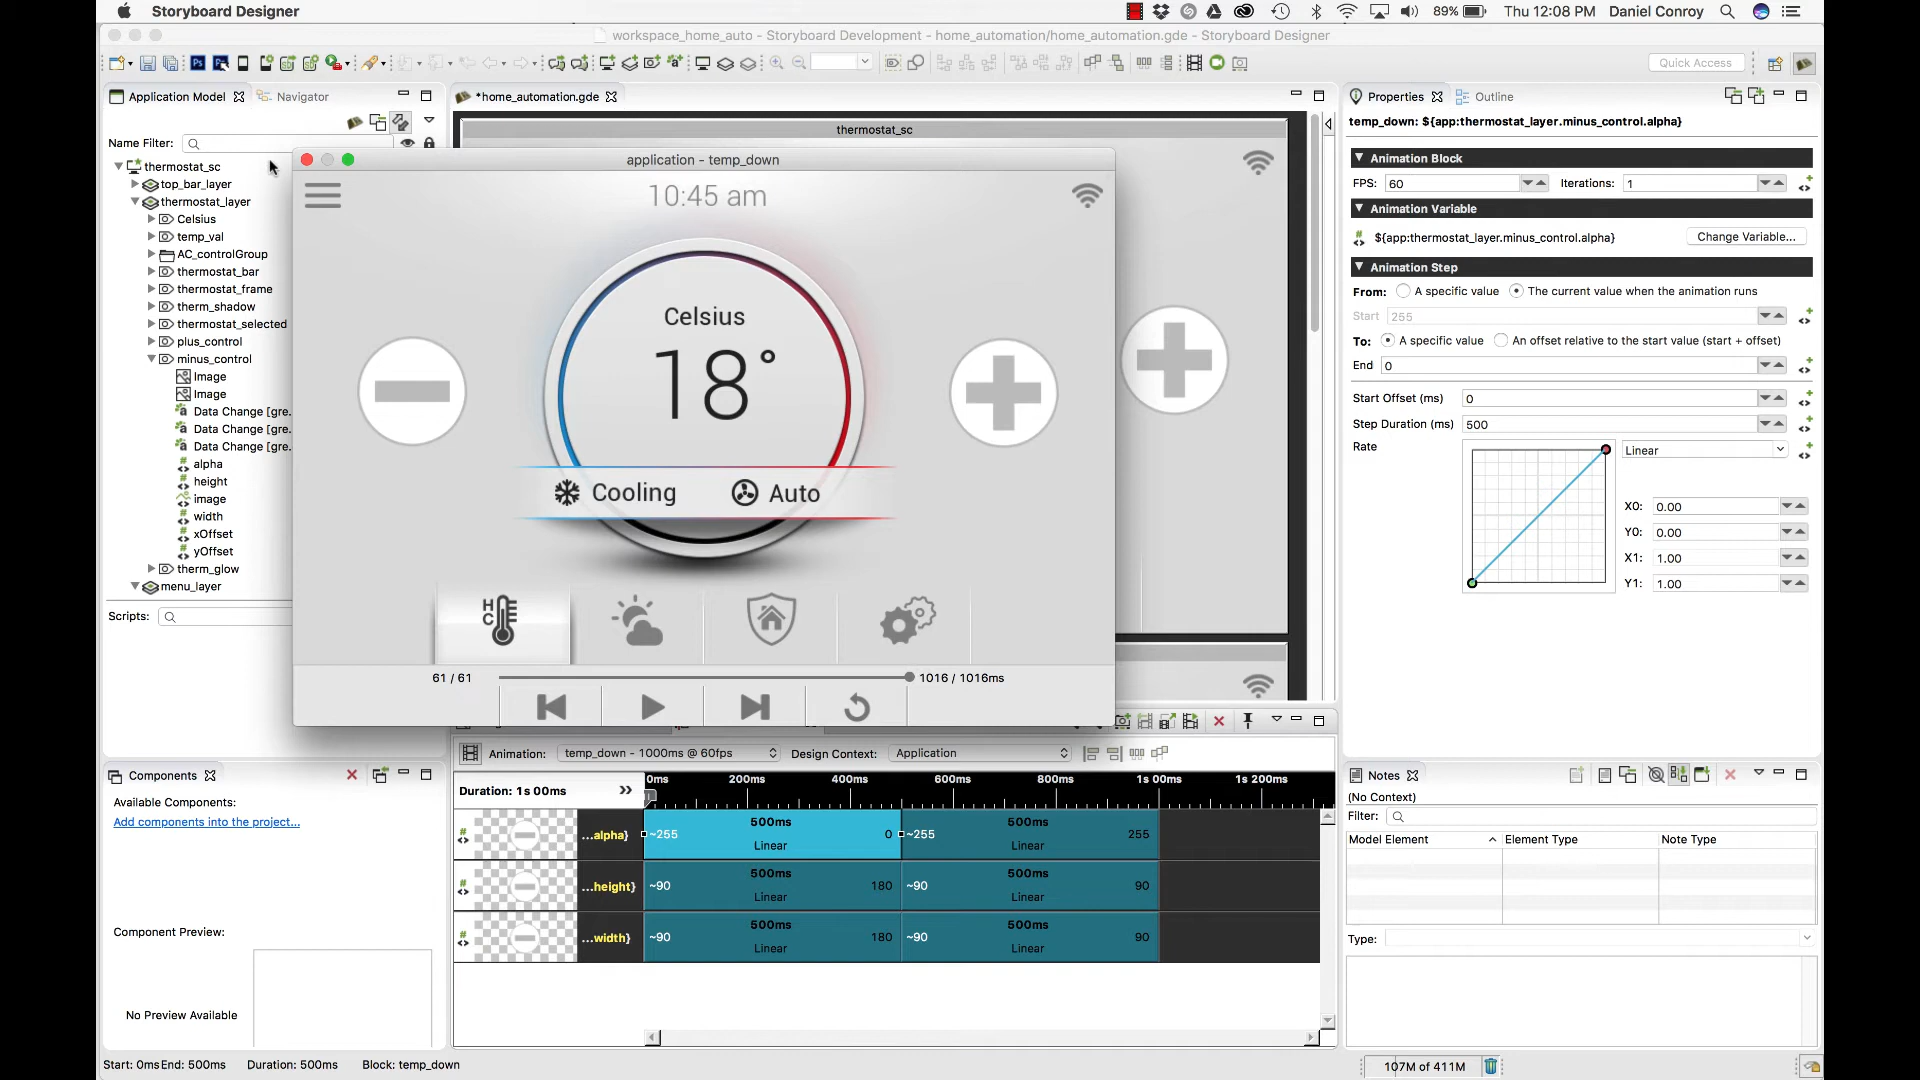 Storyboard Designer
89%
Thu 12:08 PM Daniel Conroy
workspace_home_auto - Storyboard Development - home_automation/home_automation.gde - Storyboard Designer
Quick Access
Application Model
Navigator
Name Filter:
thermostat_sc
top_bar_layer
thermostat_layer
Celsius
temp_val
AC_controlGroup
thermostat_bar
thermostat_frame
therm_shadow
thermostat_selected
plus_control
minus_control
Image
Image
Data Change [gre.
Data Change [gre.
Data Change [gre.
alpha
height
image
width
xOffset
yOffset
therm_glow
menu_layer
Scripts:
*home_automation.gde
thermostat_sc
application - temp_down
10:45 am
Celsius
18°
Cooling
Auto
H
C
61 / 61
1016 / 1016ms
Properties
Outline
temp_down: ${app:thermostat_layer.minus_control.alpha}
Animation Block
FPS: 60
Iterations: 1
Animation Variable
${app:thermostat_layer.minus_control.alpha}
Change Variable...
Animation Step
From: A specific value The current value when the animation runs
Start 255
To: A specific value An offset relative to the start value (start + offset)
End 0
Start Offset (ms) 0
Step Duration (ms) 500
Rate
Linear
X0: 0.00
Y0: 0.00
X1: 1.00
Y1: 1.00
Components
Available Components:
Add components into the project...
Component Preview:
No Preview Available
Animation: temp_down - 1000ms @ 60fps
Design Context: Application
Duration: 1s 00ms
0ms 200ms 400ms 600ms 800ms 1s 00ms 1s 200ms
...alpha} ~255 500ms Linear 0 ~255 500ms Linear 255
...height} ~90 500ms Linear 180 ~90 500ms Linear 90
...width} ~90 500ms Linear 180 ~90 500ms Linear 90
Notes
(No Context)
Filter:
Model Element Element Type Note Type
Type:
Start: 0ms End: 500ms Duration: 500ms Block: temp_down
107M of 411M